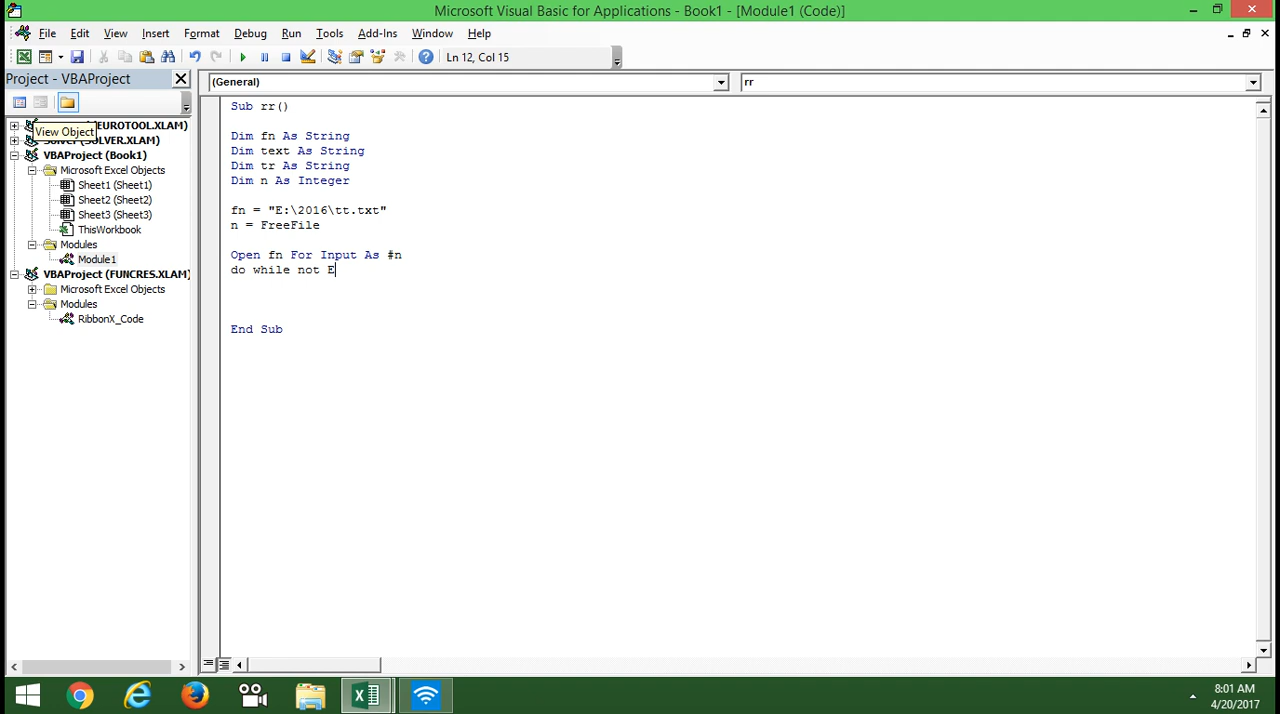 Microsoft Visual Basic for Applications - Book1 - [Module1 (Code)]
File Edit View Insert Format Debug Run Tools Add-Ins Window Help
Ln 12, Col 15
Project - VBAProject
(General) rr
View Object
EUROTOOL.XLAM)
(SOLVER.XLAM)
VBAProject (Book1)
Microsoft Excel Objects
Sheet1 (Sheet1)
Sheet2 (Sheet2)
Sheet3 (Sheet3)
ThisWorkbook
Modules
Module1
VBAProject (FUNCRES.XLAM)
Microsoft Excel Objects
Modules
RibbonX_Code
Sub rr()
Dim fn As String
Dim text As String
Dim tr As String
Dim n As Integer
fn = "E:\2016\tt.txt"
n = FreeFile
Open fn For Input As #n
do while not E
End Sub
8:01 AM
4/20/2017